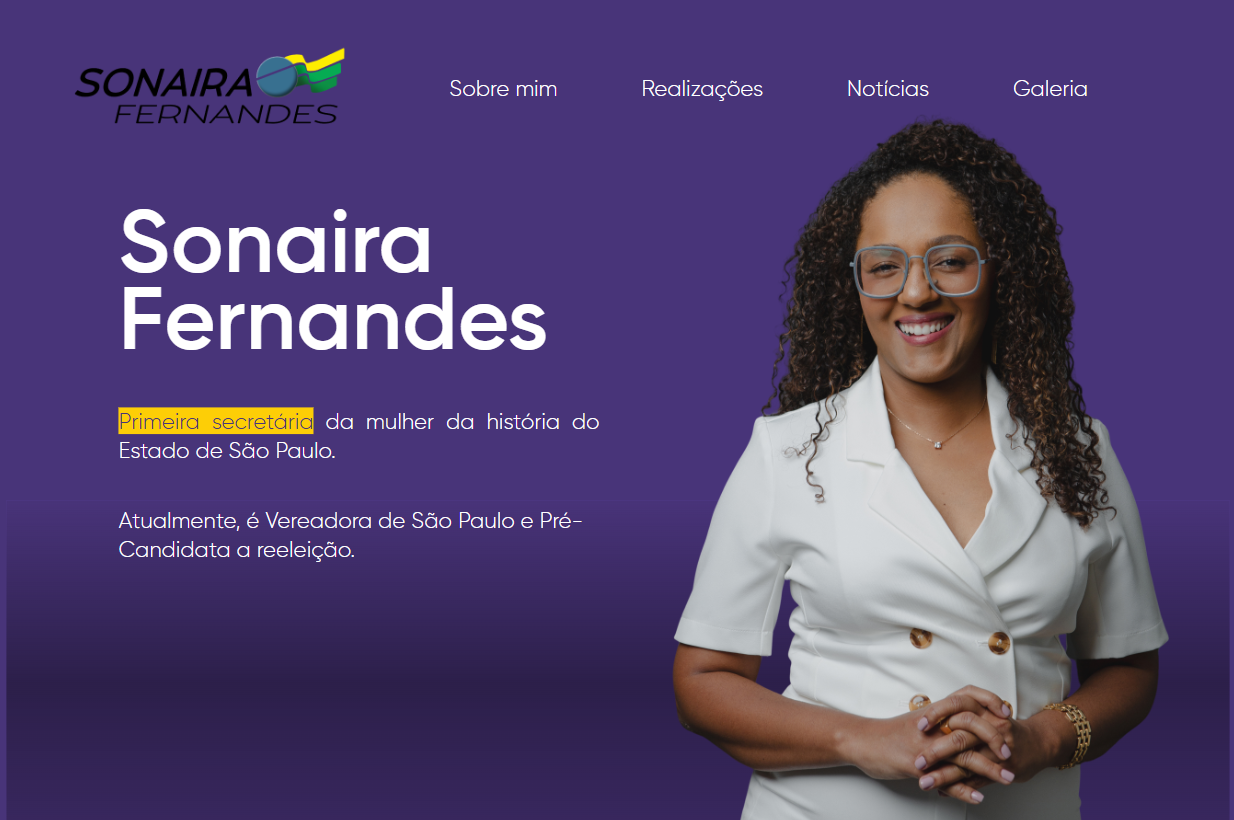 SONAIRA
FERNANDES
Sobre mim
Realizações
Notícias
Galeria
Sonaira
Fernandes
Primeira secretária da mulher da história do
Estado de São Paulo.
Atualmente, é Vereadora de São Paulo e Pré-
Candidata a reeleição.